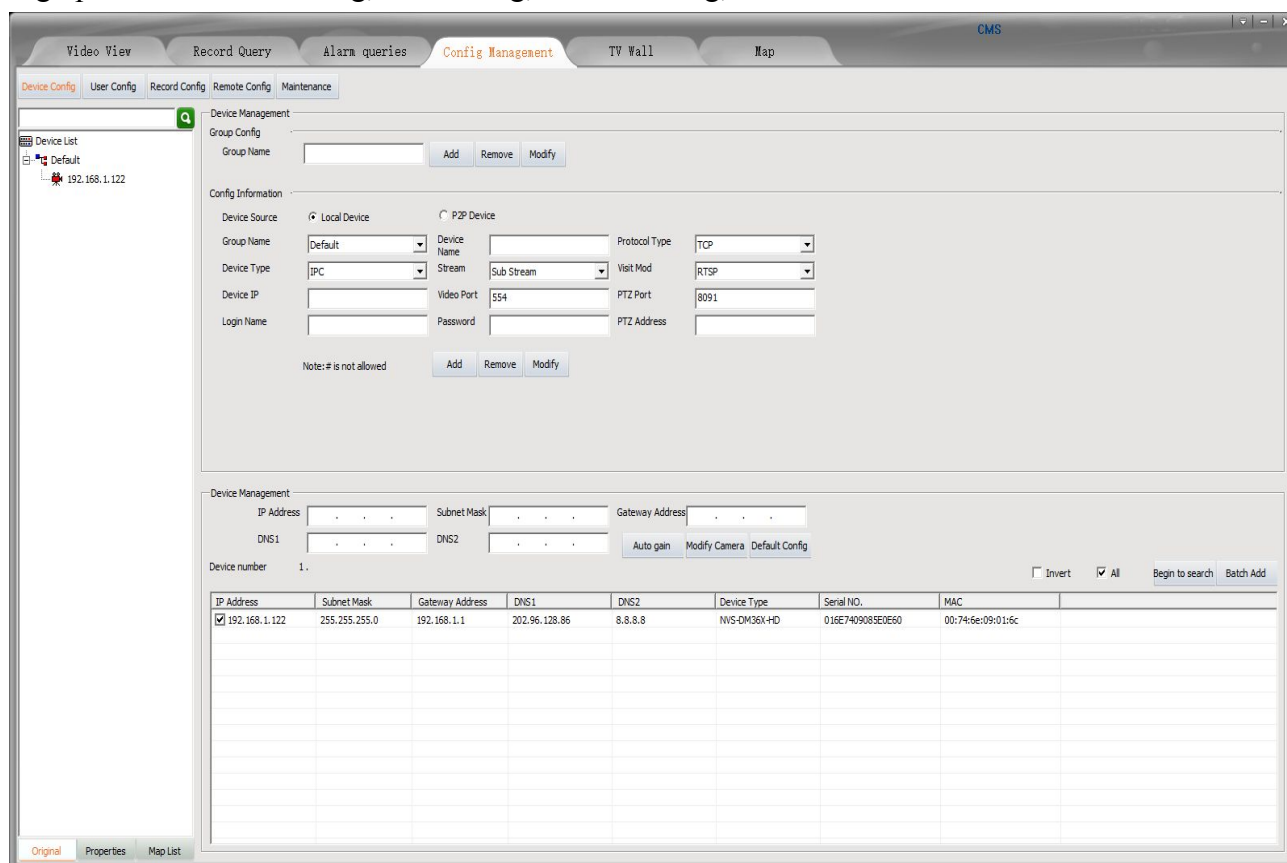 CMS
Video View Record Query Alarm queries Config Management TV Wall Map
Device Config User Config Record Config Remote Config Maintenance
Device List
Default
192.168.1.122
Device Management
Group Config
Group Name Add Remove Modify
Config Information
Device Source Local Device P2P Device
Group Name Default Device Name Protocol Type TCP
Device Type IPC Stream Sub Stream Visit Mod RTSP
Device IP Video Port 554 PTZ Port 8091
Login Name Password PTZ Address
Note:# is not allowed Add Remove Modify
Device Management
IP Address . . . Subnet Mask . . . Gateway Address . . .
DNS1 . . . DNS2 . . . Auto gain Modify Camera Default Config
Device number 1 . Invert All Begin to search Batch Add
IP Address Subnet Mask Gateway Address DNS1 DNS2 Device Type Serial NO. MAC
192.168.1.122 255.255.255.0 192.168.1.1 202.96.128.86 8.8.8.8 NVS-DM36X-HD 016E7409085E0E60 00:74:6e:09:01:6c
Original Properties Map List